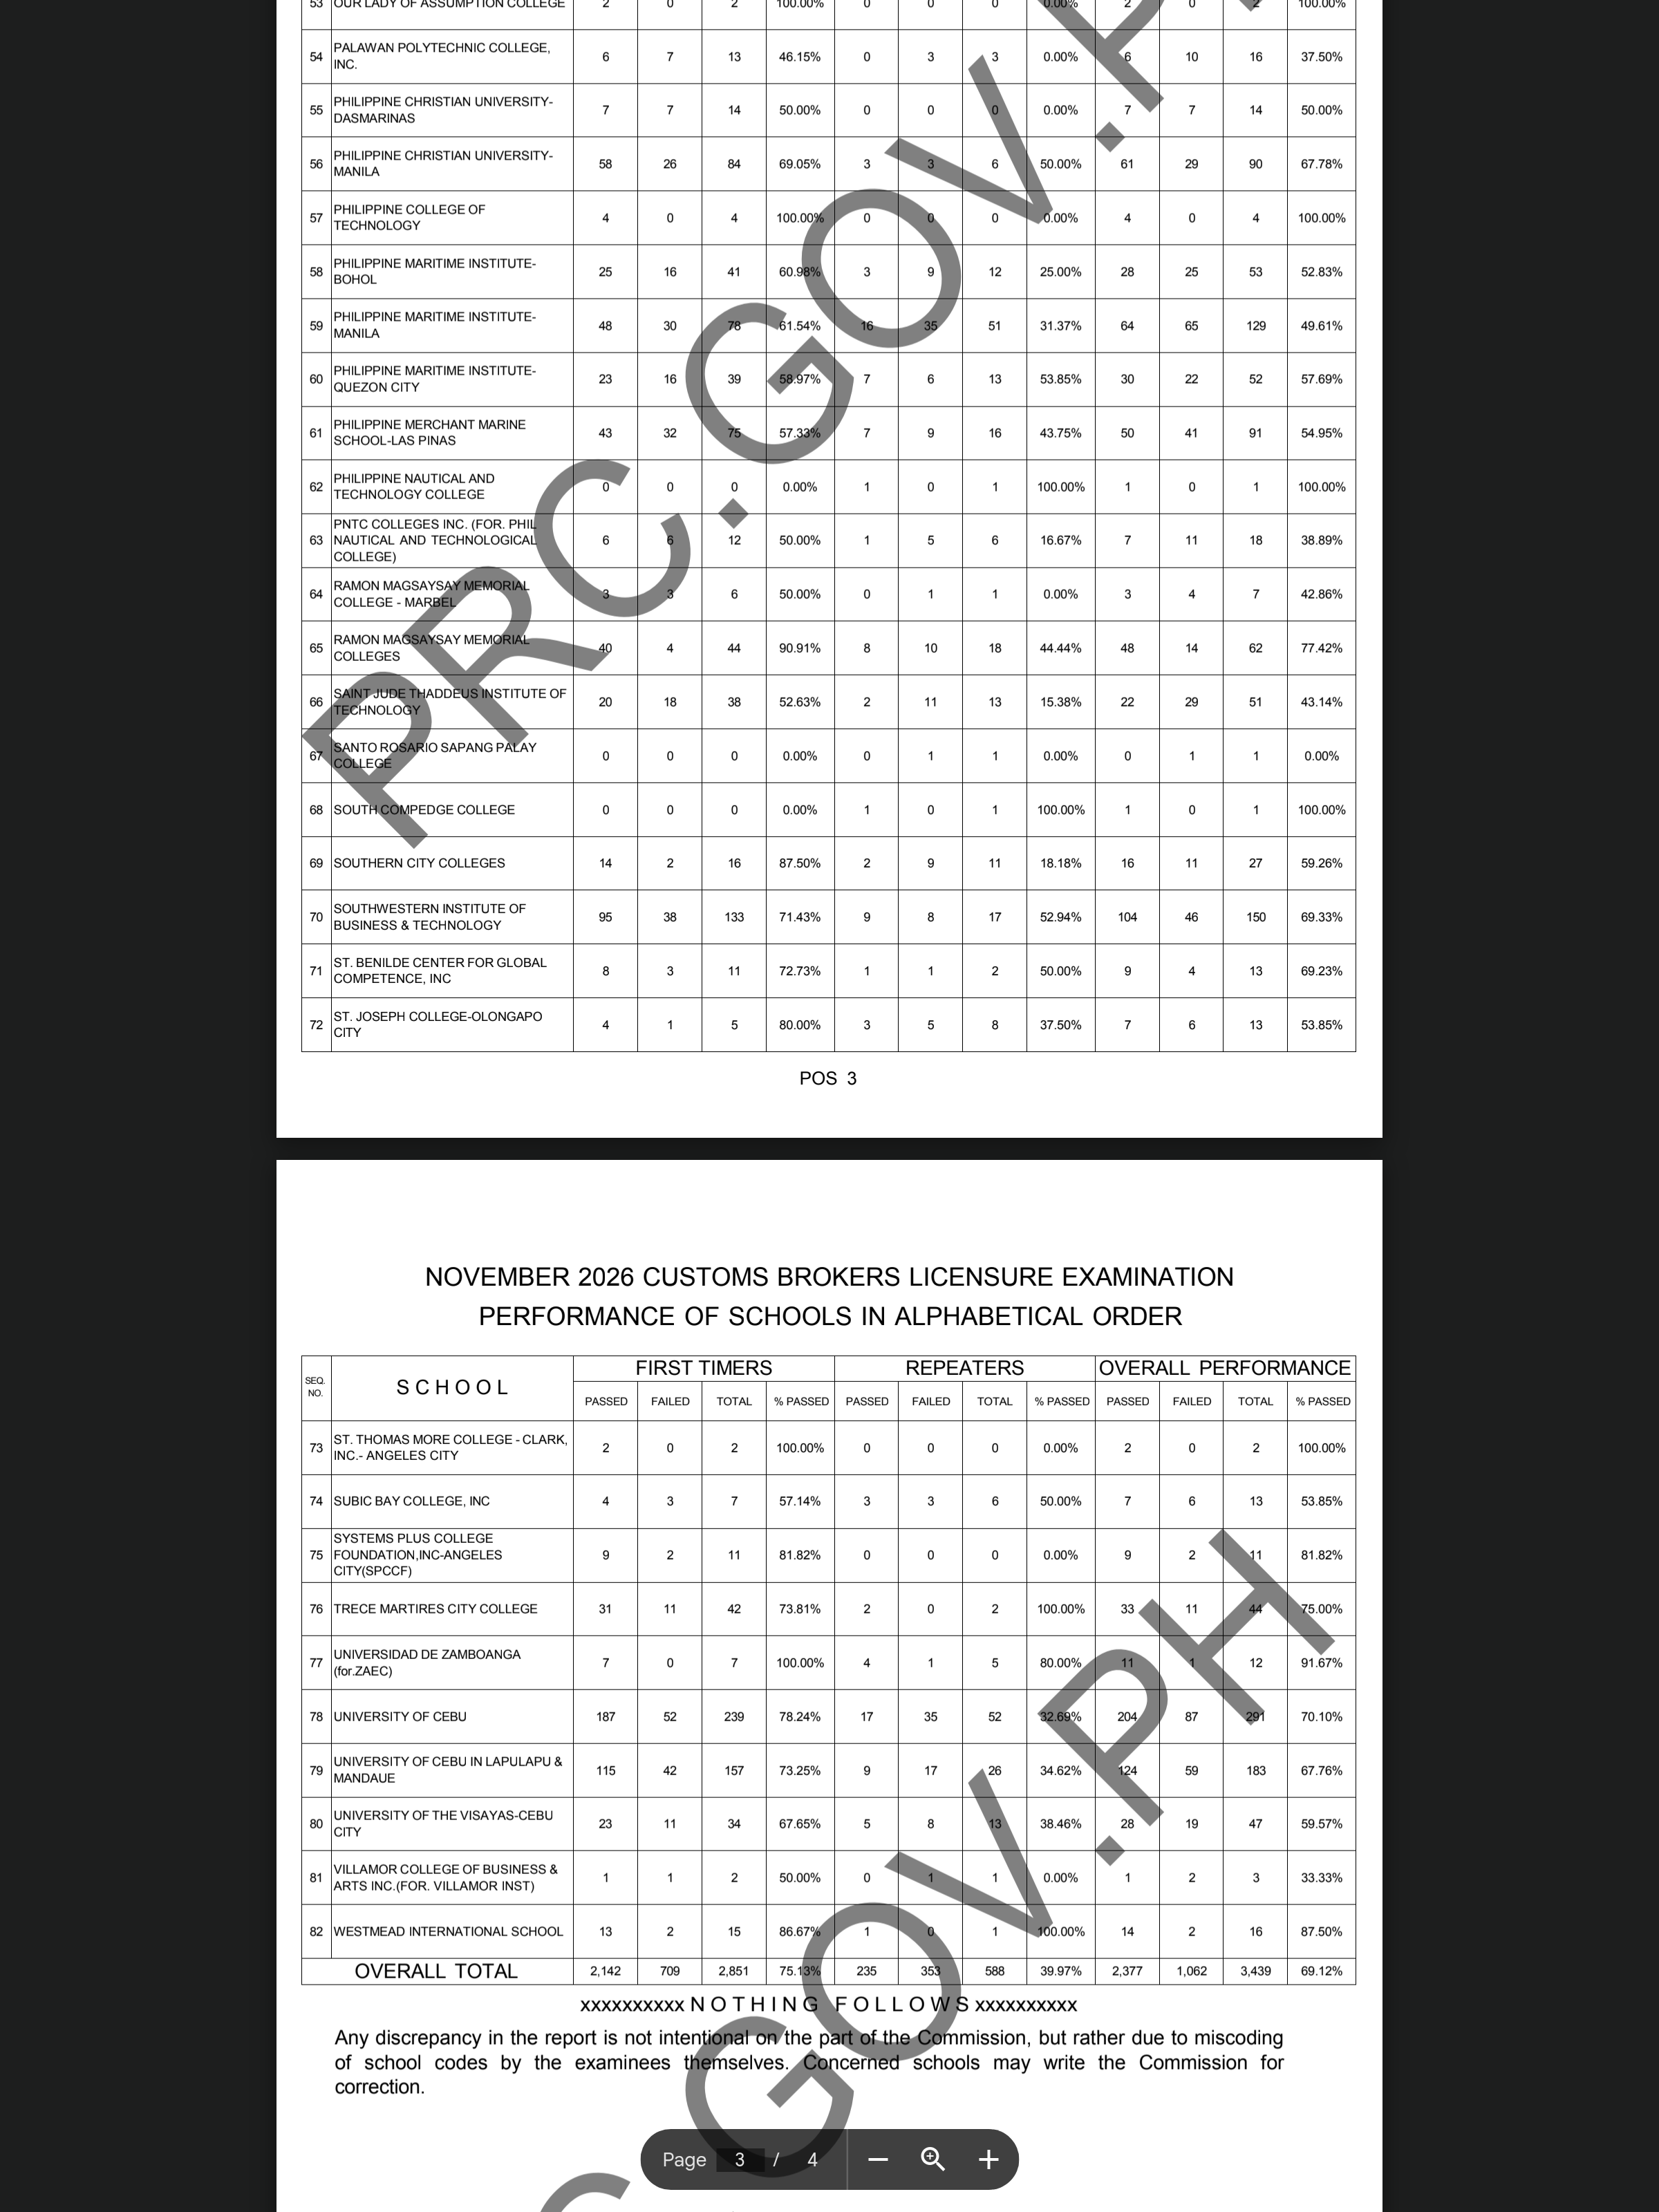 53 OUR LADY OF ASSUMPTION COLLEGE 2 0 2 100.00% 0 0 0 0.00% 2 0 2 100.00%
54 PALAWAN POLYTECHNIC COLLEGE, INC. 6 7 13 46.15% 0 3 3 0.00% 6 10 16 37.50%
55 PHILIPPINE CHRISTIAN UNIVERSITY-DASMARINAS 7 7 14 50.00% 0 0 0 0.00% 7 7 14 50.00%
56 PHILIPPINE CHRISTIAN UNIVERSITY-MANILA 58 26 84 69.05% 3 3 6 50.00% 61 29 90 67.78%
57 PHILIPPINE COLLEGE OF TECHNOLOGY 4 0 4 100.00% 0 0 0 0.00% 4 0 4 100.00%
58 PHILIPPINE MARITIME INSTITUTE-BOHOL 25 16 41 60.98% 3 9 12 25.00% 28 25 53 52.83%
59 PHILIPPINE MARITIME INSTITUTE-MANILA 48 30 78 61.54% 16 35 51 31.37% 64 65 129 49.61%
60 PHILIPPINE MARITIME INSTITUTE-QUEZON CITY 23 16 39 58.97% 7 6 13 53.85% 30 22 52 57.69%
61 PHILIPPINE MERCHANT MARINE SCHOOL-LAS PINAS 43 32 75 57.33% 7 9 16 43.75% 50 41 91 54.95%
62 PHILIPPINE NAUTICAL AND TECHNOLOGY COLLEGE 0 0 0 0.00% 1 0 1 100.00% 1 0 1 100.00%
63 PNTC COLLEGES INC. (FOR. PHIL NAUTICAL AND TECHNOLOGICAL COLLEGE) 6 6 12 50.00% 1 5 6 16.67% 7 11 18 38.89%
64 RAMON MAGSAYSAY MEMORIAL COLLEGE - MARBEL 3 3 6 50.00% 0 1 1 0.00% 3 4 7 42.86%
65 RAMON MAGSAYSAY MEMORIAL COLLEGES 40 4 44 90.91% 8 10 18 44.44% 48 14 62 77.42%
66 SAINT JUDE THADDEUS INSTITUTE OF TECHNOLOGY 20 18 38 52.63% 2 11 13 15.38% 22 29 51 43.14%
67 SANTO ROSARIO SAPANG PALAY COLLEGE 0 0 0 0.00% 0 1 1 0.00% 0 1 1 0.00%
68 SOUTH COMPEDGE COLLEGE 0 0 0 0.00% 1 0 1 100.00% 1 0 1 100.00%
69 SOUTHERN CITY COLLEGES 14 2 16 87.50% 2 9 11 18.18% 16 11 27 59.26%
70 SOUTHWESTERN INSTITUTE OF BUSINESS & TECHNOLOGY 95 38 133 71.43% 9 8 17 52.94% 104 46 150 69.33%
71 ST. BENILDE CENTER FOR GLOBAL COMPETENCE, INC 8 3 11 72.73% 1 1 2 50.00% 9 4 13 69.23%
72 ST. JOSEPH COLLEGE-OLONGAPO CITY 4 1 5 80.00% 3 5 8 37.50% 7 6 13 53.85%
PRC.GOV.P
POS 3
NOVEMBER 2026 CUSTOMS BROKERS LICENSURE EXAMINATION
PERFORMANCE OF SCHOOLS IN ALPHABETICAL ORDER
SEQ. NO. SCHOOL FIRST TIMERS REPEATERS OVERALL PERFORMANCE
PASSED FAILED TOTAL % PASSED PASSED FAILED TOTAL % PASSED PASSED FAILED TOTAL % PASSED
73 ST. THOMAS MORE COLLEGE - CLARK, INC.- ANGELES CITY 2 0 2 100.00% 0 0 0 0.00% 2 0 2 100.00%
74 SUBIC BAY COLLEGE, INC 4 3 7 57.14% 3 3 6 50.00% 7 6 13 53.85%
75 SYSTEMS PLUS COLLEGE FOUNDATION,INC-ANGELES CITY(SPCCF) 9 2 11 81.82% 0 0 0 0.00% 9 2 11 81.82%
76 TRECE MARTIRES CITY COLLEGE 31 11 42 73.81% 2 0 2 100.00% 33 11 44 75.00%
77 UNIVERSIDAD DE ZAMBOANGA (for.ZAEC) 7 0 7 100.00% 4 1 5 80.00% 11 1 12 91.67%
78 UNIVERSITY OF CEBU 187 52 239 78.24% 17 35 52 32.69% 204 87 291 70.10%
79 UNIVERSITY OF CEBU IN LAPULAPU & MANDAUE 115 42 157 73.25% 9 17 26 34.62% 124 59 183 67.76%
80 UNIVERSITY OF THE VISAYAS-CEBU CITY 23 11 34 67.65% 5 8 13 38.46% 28 19 47 59.57%
81 VILLAMOR COLLEGE OF BUSINESS & ARTS INC.(FOR. VILLAMOR INST) 1 1 2 50.00% 0 1 1 0.00% 1 2 3 33.33%
82 WESTMEAD INTERNATIONAL SCHOOL 13 2 15 86.67% 1 0 1 100.00% 14 2 16 87.50%
OVERALL TOTAL 2,142 709 2,851 75.13% 235 353 588 39.97% 2,377 1,062 3,439 69.12%
xxxxxxxxxx NOTHING FOLLOWS xxxxxxxxxx
Any discrepancy in the report is not intentional on the part of the Commission, but rather due to miscoding
of school codes by the examinees themselves. Concerned schools may write the Commission for
correction.
C GOV.PH
Page 3 / 4